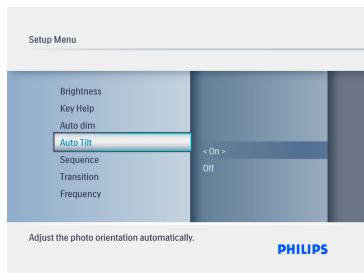 Setup Menu
Brightness
Key Help
Auto dim
Auto Tilt
Sequence
Transition
Frequency
< On >
Off
Adjust the photo orientation automatically.
PHILIPS